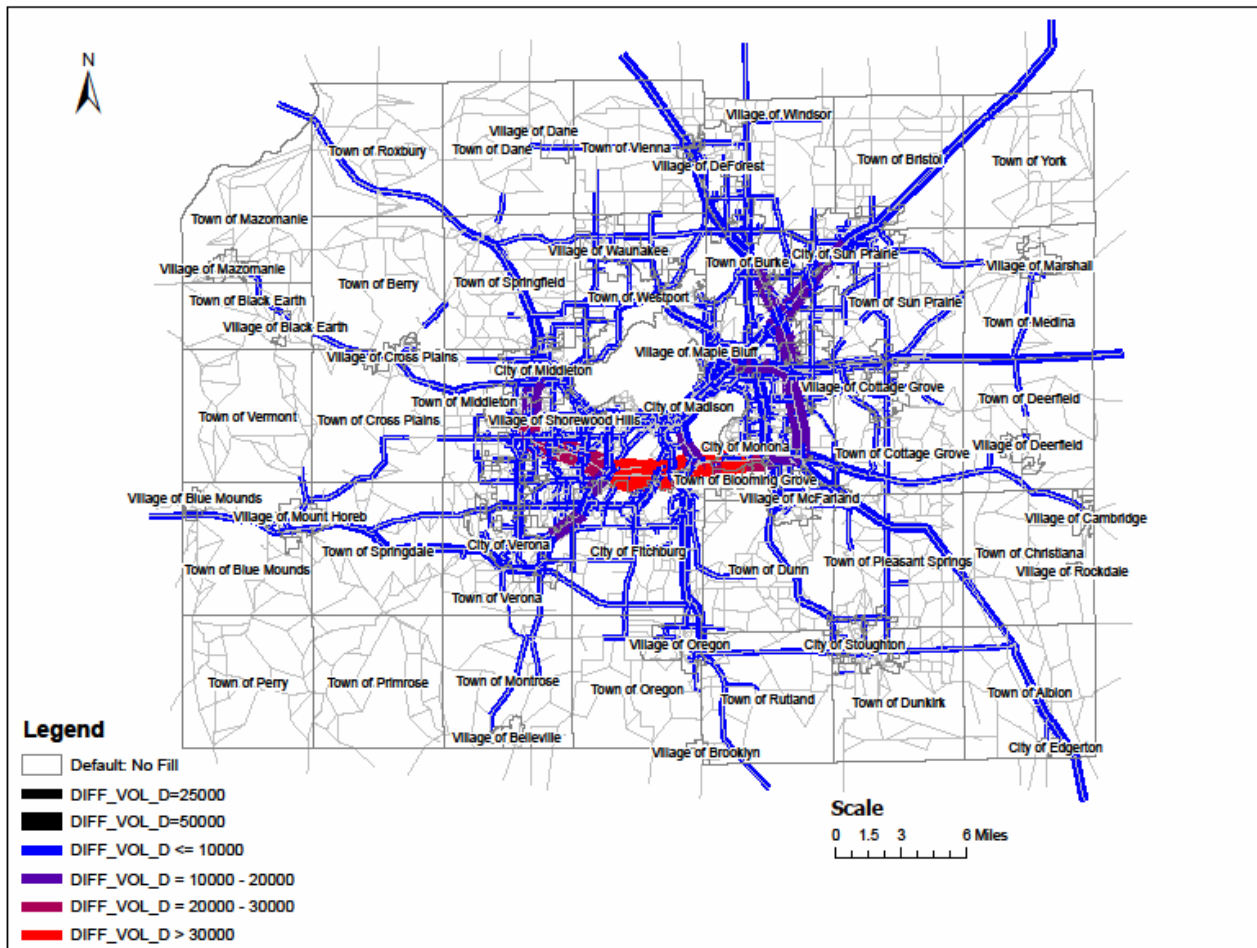 N
Village of Windsor
Village of Dane
Town of Roxbury
Town of Dane
Town of Vienna
Village of DeForest
Town of Bristol
Town of York
Town of Mazomanie
Village of Waunakee
City of Sun Prairie
Town of Burke
Village of Mazomanie
Village of Marshall
Town of Berry
Town of Springfield
Town of Westport
Town of Black Earth
Town of Sun Prairie
Village of Black Earth
Town of Medina
Village of Cross Plains
Village of Maple Bluff
City of Middleton
Village of Cottage Grove
Town of Middleton
Town of Deerfield
City of Madison
Town of Vermont
Town of Cross Plains
Village of Shorewood Hills
City of Monona
Village of Deerfield
Town of Cottage Grove
Town of Blooming Grove
Village of Blue Mounds
Village of McFarland
Village of Mount Horeb
Village of Cambridge
City of Verona
Town of Springdale
City of Fitchburg
Town of Christiana
Town of Pleasant Springs
Town of Blue Mounds
Town of Dunn
Village of Rockdale
Town of Verona
Village of Oregon
City of Stoughton
Town of Perry
Town of Primrose
Town of Montrose
Town of Oregon
Town of Rutland
Town of Dunkirk
Town of Albion
Village of Belleville
Village of Brooklyn
City of Edgerton
Legend
Default: No Fill
DIFF_VOL_D=25000
DIFF_VOL_D=50000
DIFF_VOL_D <= 10000
DIFF_VOL_D = 10000 - 20000
DIFF_VOL_D = 20000 - 30000
DIFF_VOL_D > 30000
Scale
0 1.5 3 6 Miles